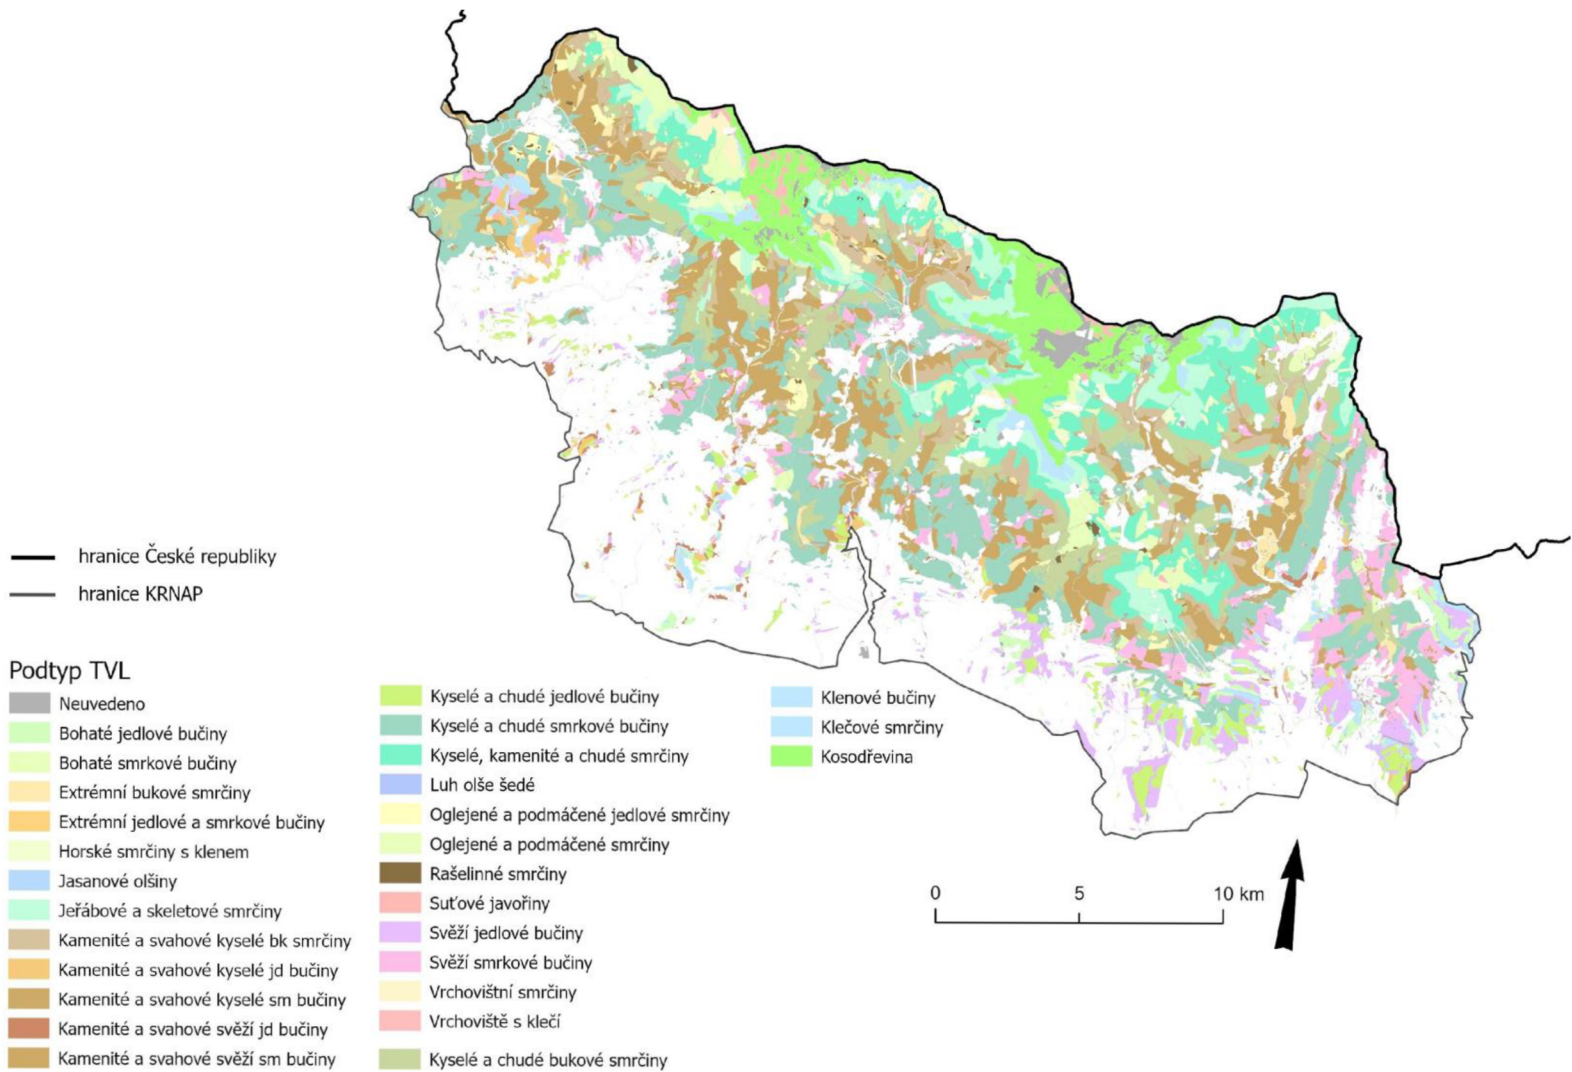 hranice České republiky
hranice KRNAP
Podtyp TVL
Neuvedeno
Bohaté jedlové bučiny
Bohaté smrkové bučiny
Extrémní bukové smrčiny
Extrémní jedlové a smrkové bučiny
Horské smrčiny s klenem
Jasanové olšiny
Jeřábové a skeletové smrčiny
Kamenité a svahové kyselé bk smrčiny
Kamenité a svahové kyselé jd bučiny
Kamenité a svahové kyselé sm bučiny
Kamenité a svahové svěží jd bučiny
Kamenité a svahové svěží sm bučiny
Kyselé a chudé jedlové bučiny
Kyselé a chudé smrkové bučiny
Kyselé, kamenité a chudé smrčiny
Luh olše šedé
Oglejené a podmáčené jedlové smrčiny
Oglejené a podmáčené smrčiny
Rašelinné smrčiny
Suťové javořiny
Svěží jedlové bučiny
Svěží smrkové bučiny
Vrchovištní smrčiny
Vrchoviště s klečí
Kyselé a chudé bukové smrčiny
Klenové bučiny
Klečové smrčiny
Kosodřevina
0 5 10 km